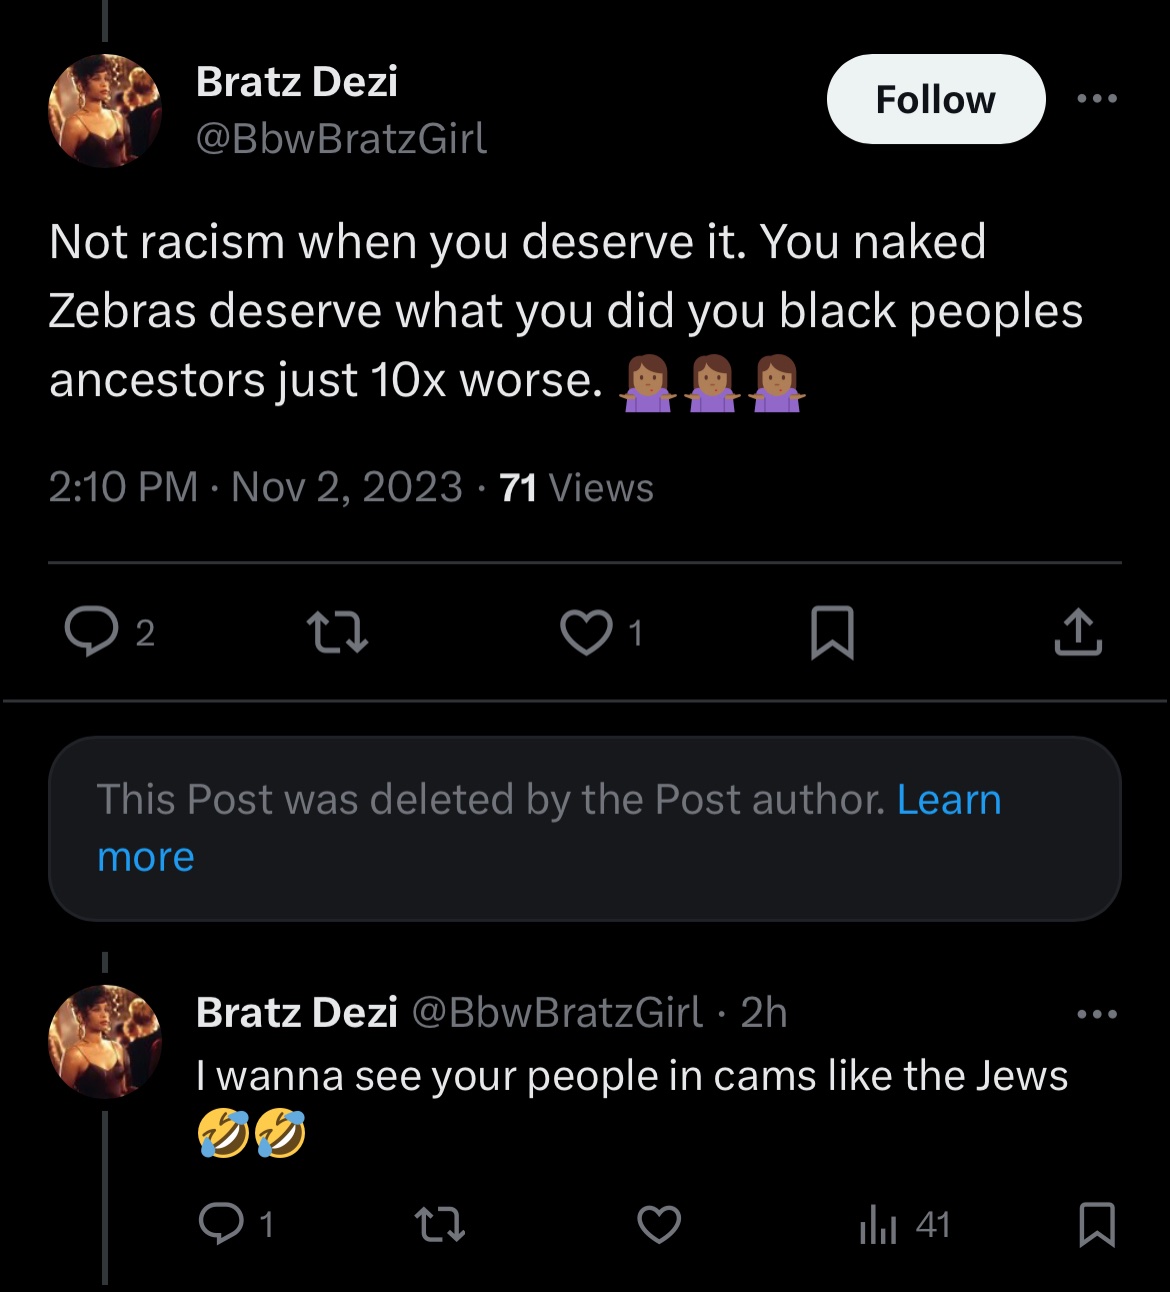 Bratz Dezi
@BbwBratzGirl
Follow
Not racism when you deserve it. You naked
Zebras deserve what you did you black peoples
ancestors just 10x worse. 🤷🏽‍♀️🤷🏽‍♀️🤷🏽‍♀️
2:10 PM · Nov 2, 2023 · 71 Views
2
1
This Post was deleted by the Post author. Learn
more
Bratz Dezi @BbwBratzGirl · 2h
I wanna see your people in cams like the Jews
🤣🤣
1
41